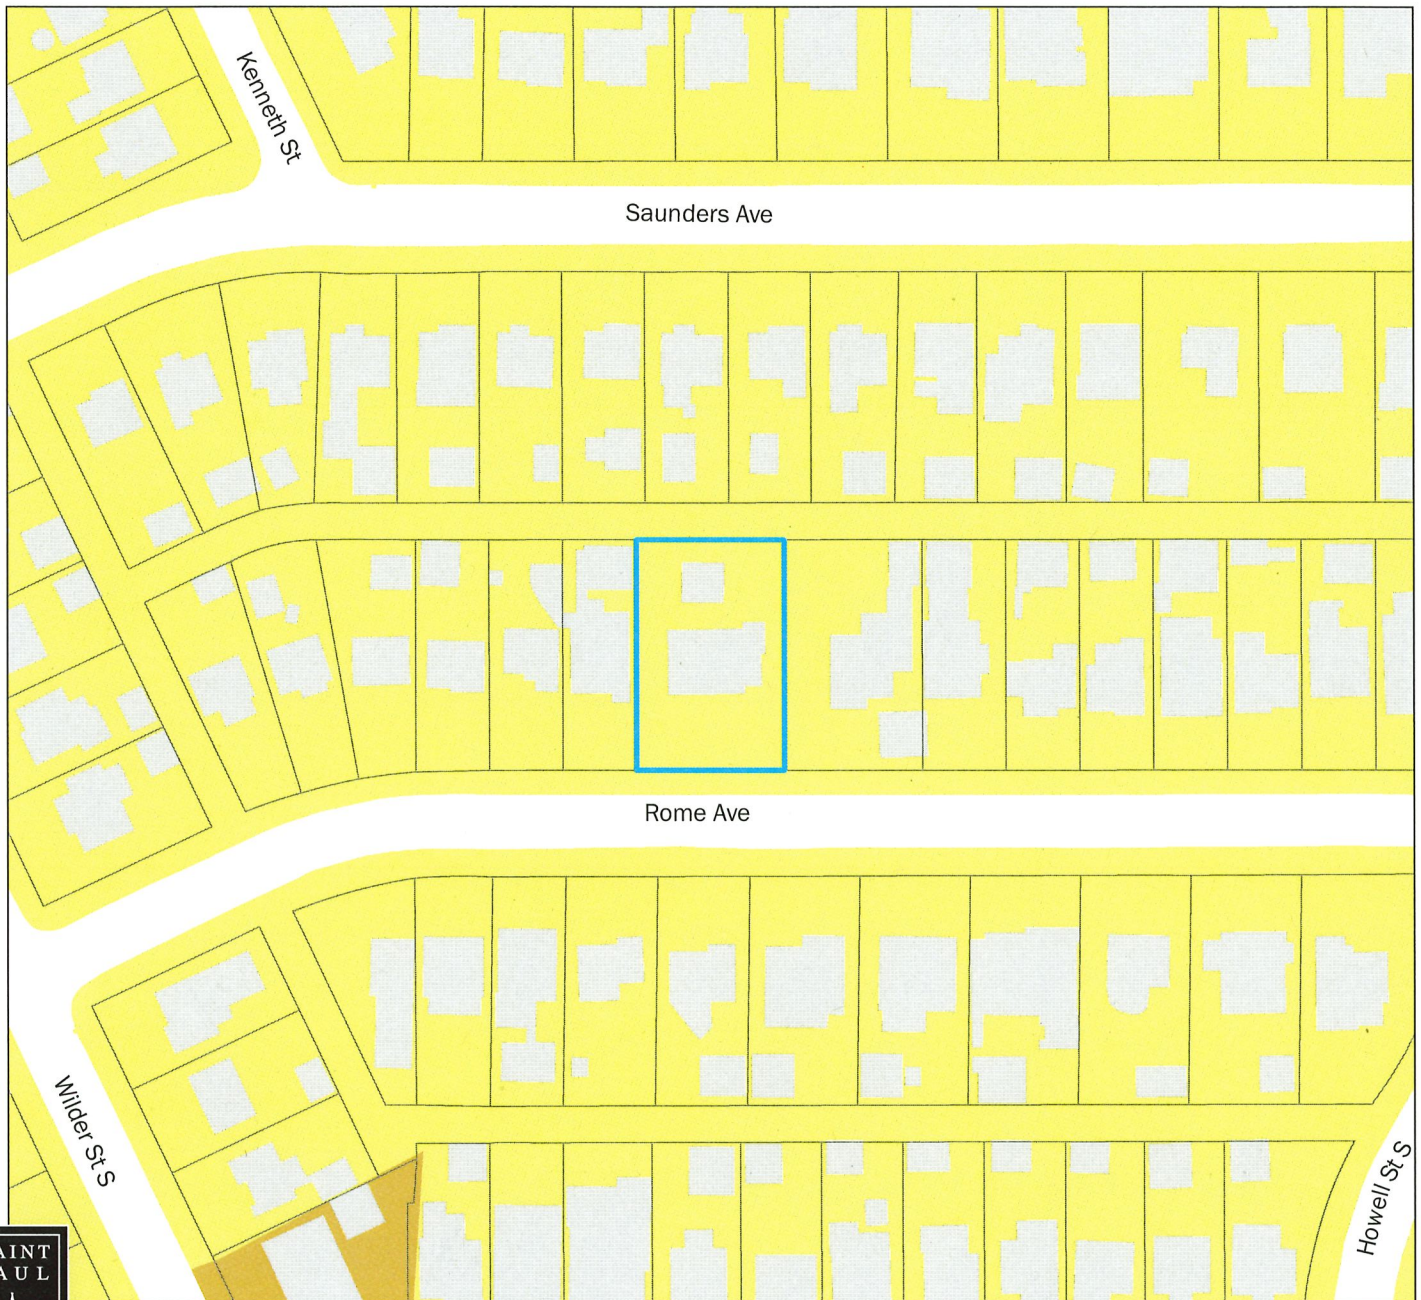 Kenneth St
Saunders Ave
Rome Ave
Wilder St S
Howell St S
AINT
AUL